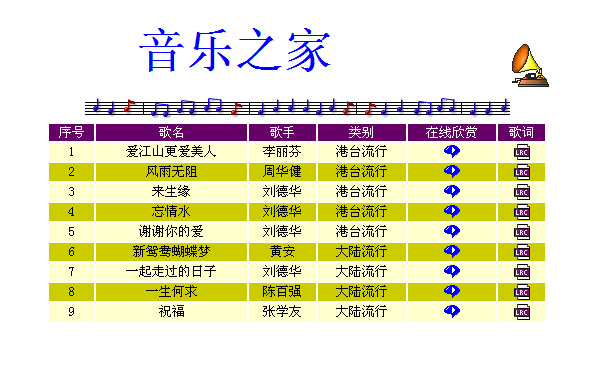 音乐之家
序号 歌名 歌手 类别 在线欣赏 歌词
1 爱江山更爱美人 李丽芬 港台流行 LRC
2 风雨无阻 周华健 港台流行 LRC
3 来生缘 刘德华 港台流行 LRC
4 忘情水 刘德华 港台流行 LRC
5 谢谢你的爱 刘德华 港台流行 LRC
6 新鸳鸯蝴蝶梦 黄安 大陆流行 LRC
7 一起走过的日子 刘德华 大陆流行 LRC
8 一生何求 陈百强 大陆流行 LRC
9 祝福 张学友 大陆流行 LRC